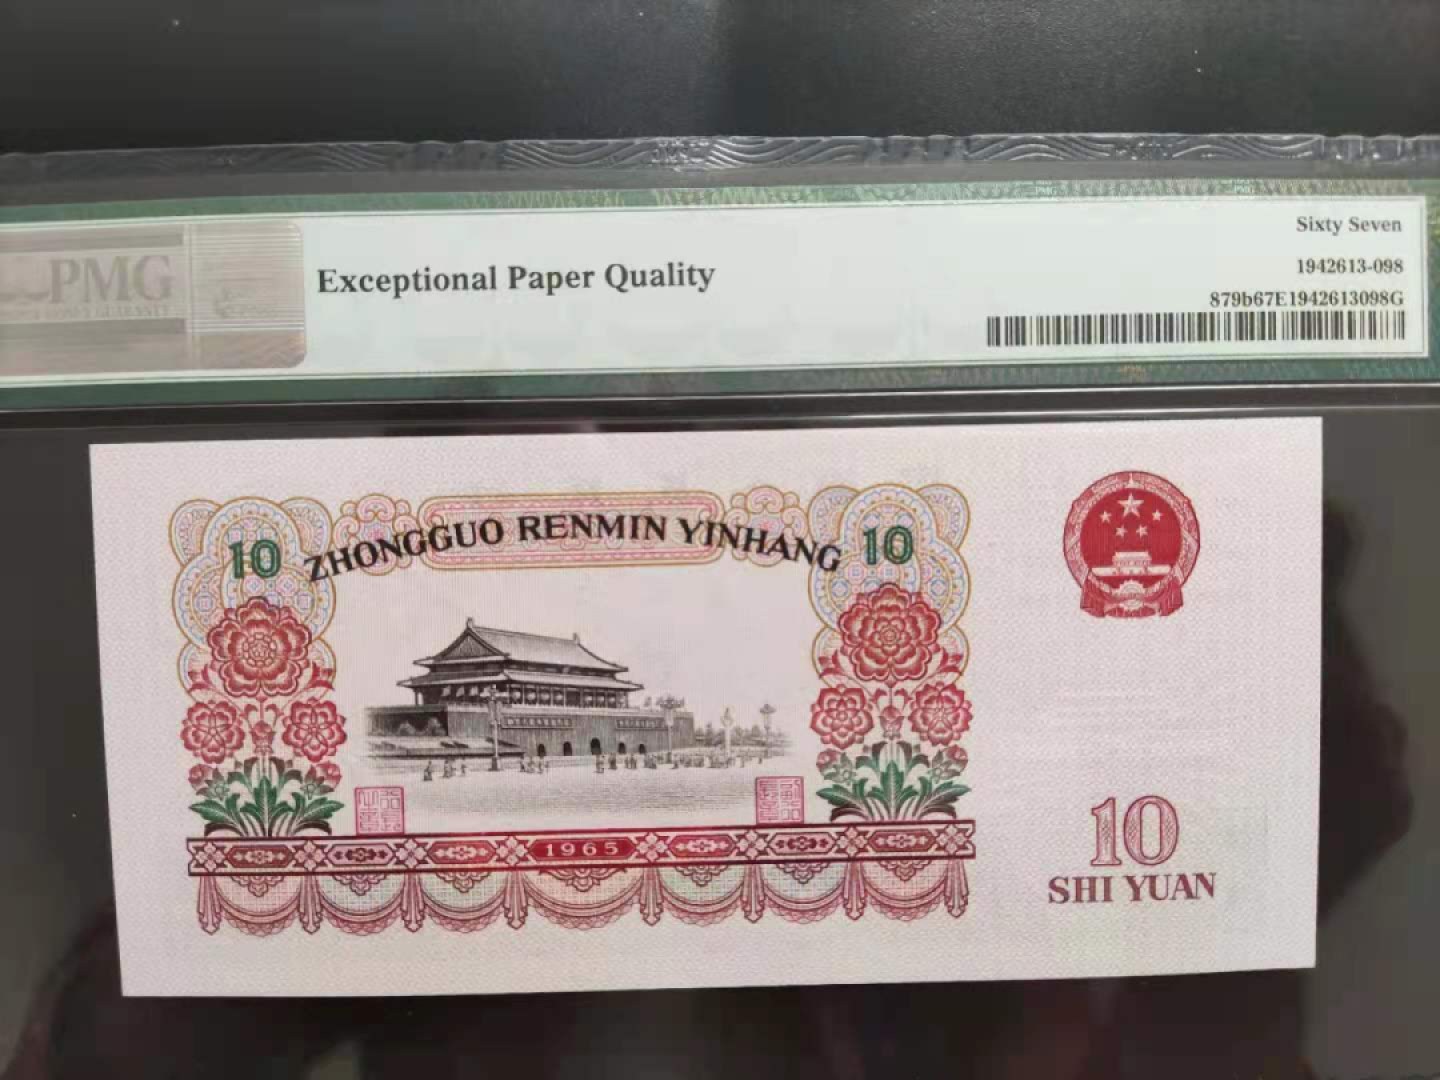 Sixty Seven
PMG
Exceptional Paper Quality
1942613-098
879b67E1942613098G
10 ZHONGGUO RENMIN YINHANG 10
1965
10
SHI YUAN